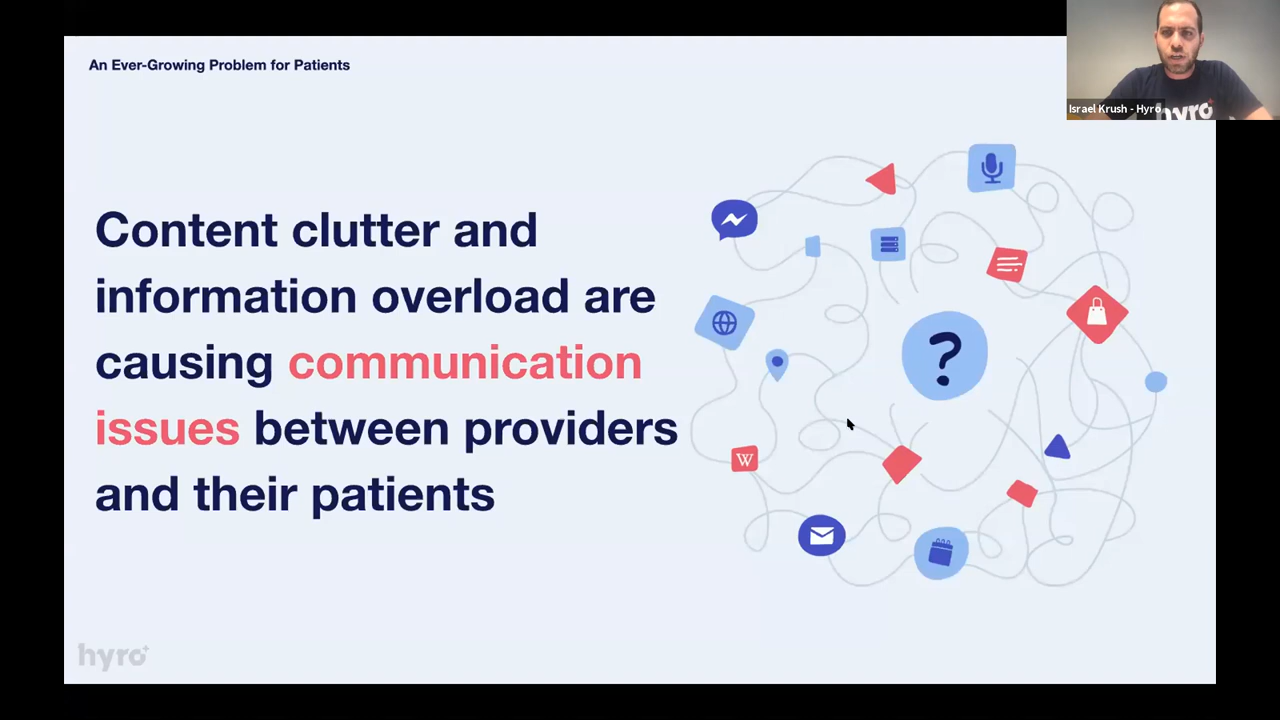 An Ever-Growing Problem for Patients
Israel Krush - Hyro
hyro
Content clutter and
information overload are
causing communication
issues between providers
and their patients
W
hyro